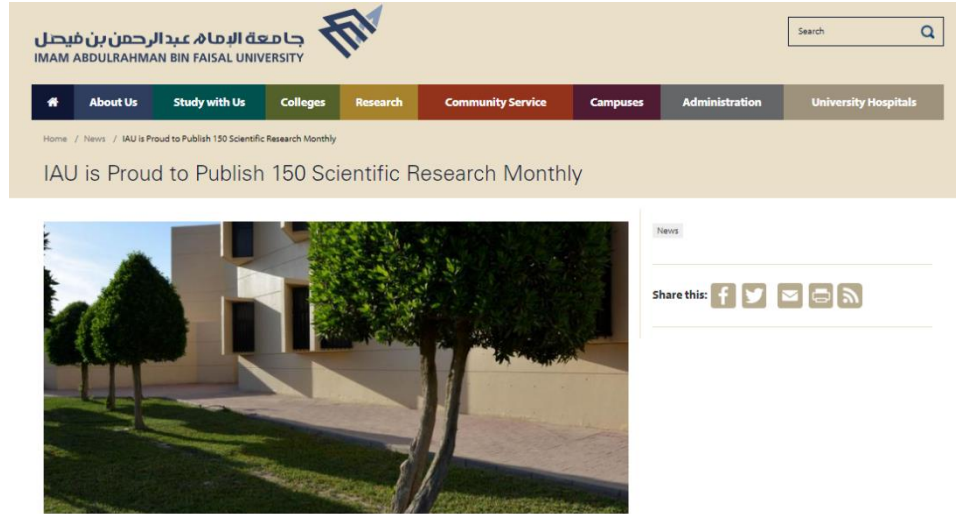 جامعة الإمام عبدالرحمن بن فيصل
IMAM ABDULRAHMAN BIN FAISAL UNIVERSITY
Search
About Us
Study with Us
Colleges
Research
Community Service
Campuses
Administration
University Hospitals
Home / News / IAU is Proud to Publish 150 Scientific Research Monthly
IAU is Proud to Publish 150 Scientific Research Monthly
News
Share this: